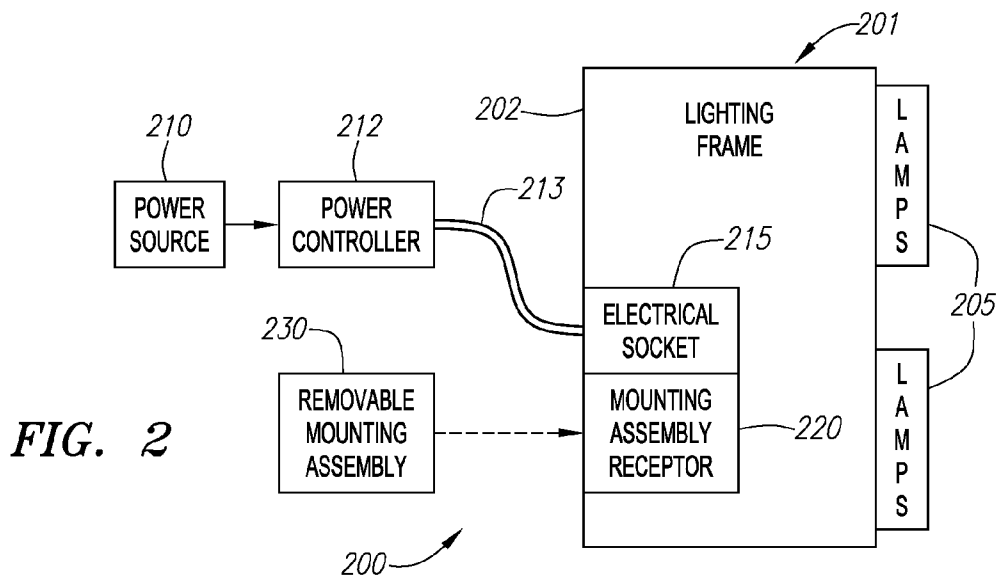 201
202
LIGHTING
FRAME
L
A
M
P
S
210
212
213
POWER
SOURCE
POWER
CONTROLLER
215
ELECTRICAL
SOCKET
205
230
REMOVABLE
MOUNTING
ASSEMBLY
MOUNTING
ASSEMBLY
RECEPTOR
220
L
A
M
P
S
FIG. 2
200